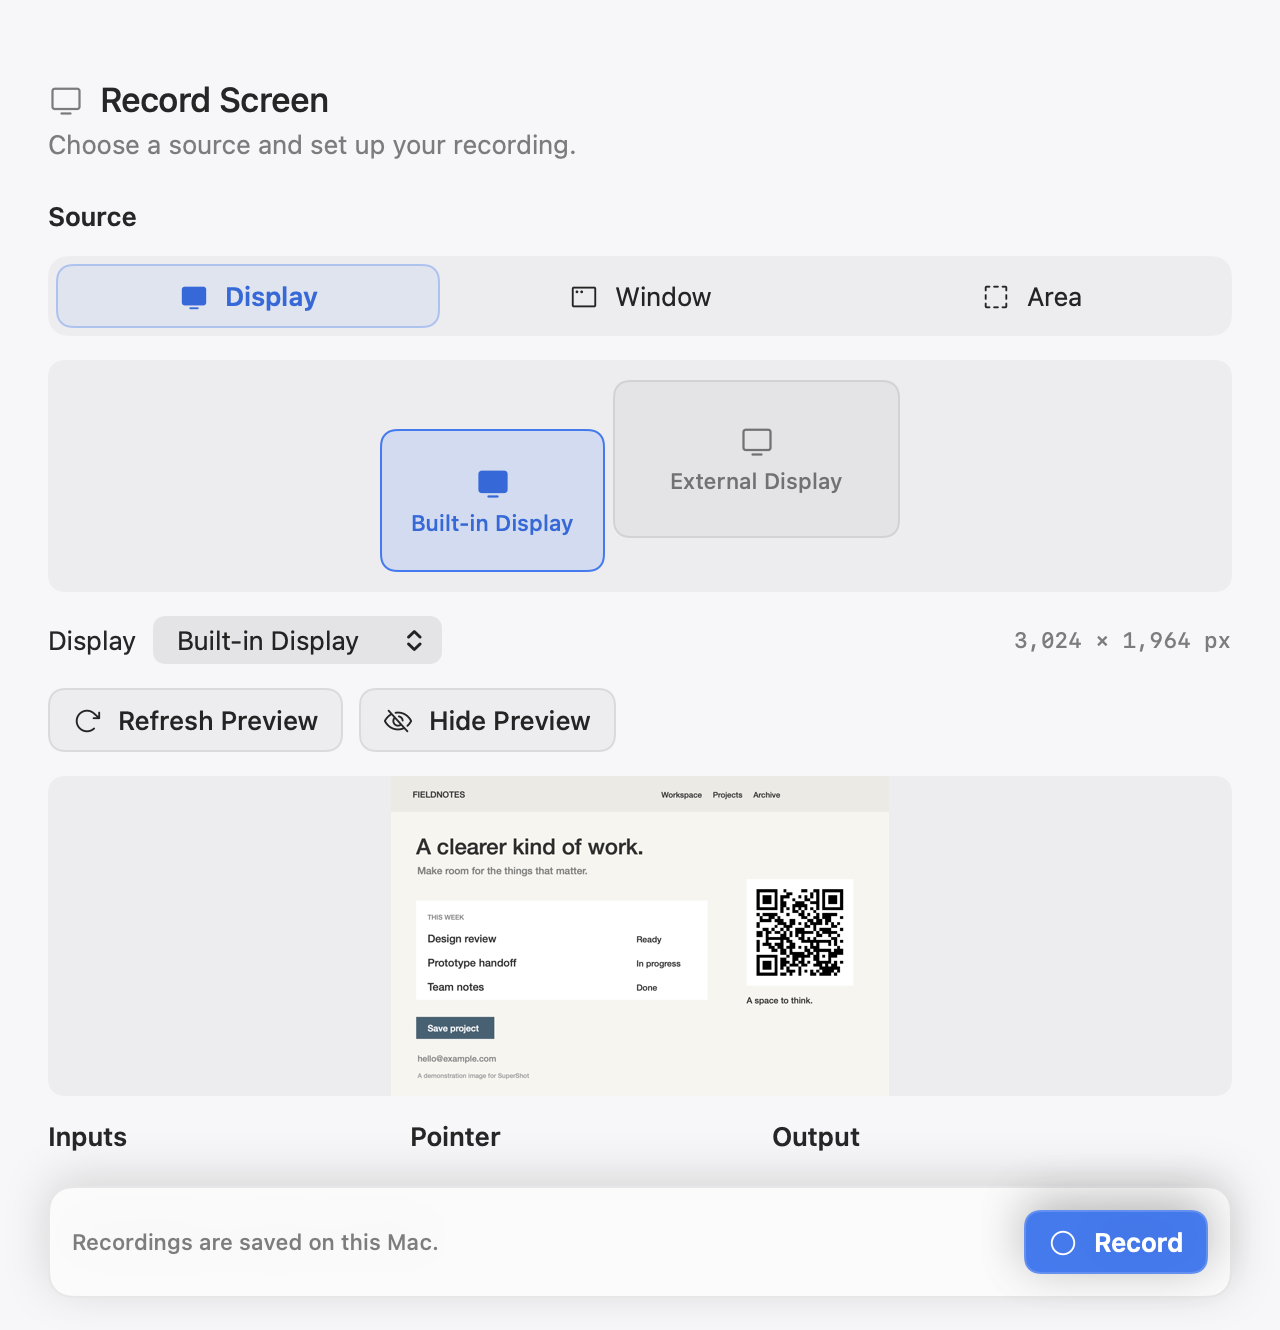 Record Screen
Choose a source and set up your recording.
Source
Display
Window
Area
Built-in Display
External Display
Display
Built-in Display
3,024 × 1,964 px
Refresh Preview
Hide Preview
FIELDNOTES
Workspace Projects Archive
A clearer kind of work.
Make room for the things that matter.
THIS WEEK
Design review Ready
Prototype handoff In progress
Team notes Done
A space to think.
Save project
hello@example.com
A demonstration image for SuperShot
Inputs
Pointer
Output
Recordings are saved on this Mac.
Record